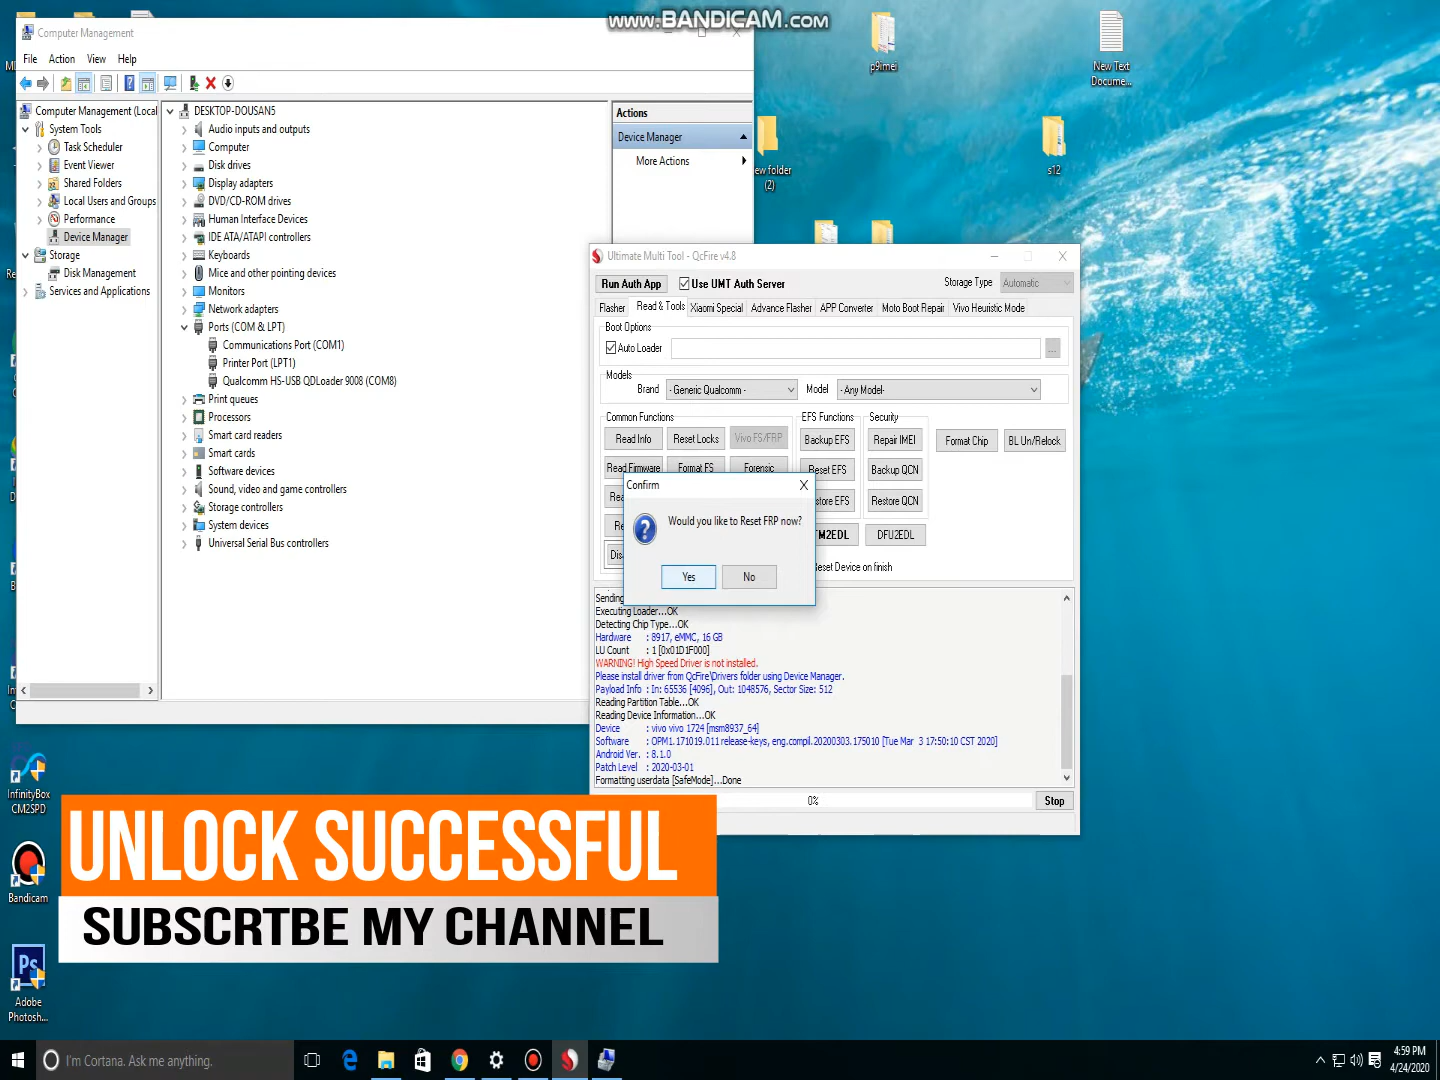 www.BANDICAM.com
Computer Management
File Action View Help
Computer Management (Local
System Tools
Task Scheduler
Event Viewer
Shared Folders
Local Users and Groups
Performance
Device Manager
Storage
Disk Management
Services and Applications
DESKTOP-DOUSAN5
Audio inputs and outputs
Computer
Disk drives
Display adapters
DVD/CD-ROM drives
Human Interface Devices
IDE ATA/ATAPI controllers
Keyboards
Mice and other pointing devices
Monitors
Network adapters
Ports (COM & LPT)
Communications Port (COM1)
Printer Port (LPT1)
Qualcomm HS-USB QDLoader 9008 (COM8)
Print queues
Processors
Smart card readers
Smart cards
Software devices
Sound, video and game controllers
Storage controllers
System devices
Universal Serial Bus controllers
Actions
Device Manager
More Actions
p9imei
New Text
Docume...
ew folder
(2)
s12
Ultimate Multi Tool - QcFire v4.8
Run Auth App Use UMT Auth Server Storage Type Automatic
Flasher Read & Tools Xiaomi Special Advance Flasher APP Converter Moto Boot Repair Vivo Heuristic Mode
Boot Options
Auto Loader ...
Models
Brand - Generic Qualcomm - Model - Any Model-
Common Functions EFS Functions Security
Read Info Reset Locks Vivo FS/FRP Backup EFS Repair IMEI Format Chip BL Un/Relock
Read Firmware Format FS Forensic Reset EFS Backup QCN
Rea store EFS Restore QCN
Re TM2EDL DFU2EDL
Dis eset Device on finish
Confirm X
Would you like to Reset FRP now?
Yes No
Sending
Executing Loader...OK
Detecting Chip Type...OK
Hardware : 8917, eMMC, 16 GB
LU Count : 1 [0x01D1F000]
WARNING! High Speed Driver is not installed.
Please install driver from QcFire\Drivers folder using Device Manager.
Payload Info : In: 65536 [4096], Out: 1048576, Sector Size: 512
Reading Partition Table...OK
Reading Device Information...OK
Device : vivo vivo 1724 [msm8937_64]
Software : OPM1.171019.011 release-keys, eng.compil.20200303.175010 [Tue Mar 3 17:50:10 CST 2020]
Android Ver. : 8.1.0
Patch Level : 2020-03-01
Formatting userdata [SafeMode]...Done
0% Stop
InfinityBox
CM2SPD
Bandicam
Ps
Adobe
Photosh...
UNLOCK SUCCESSFUL
SUBSCRTBE MY CHANNEL
I'm Cortana. Ask me anything.
4:59 PM
4/24/2020